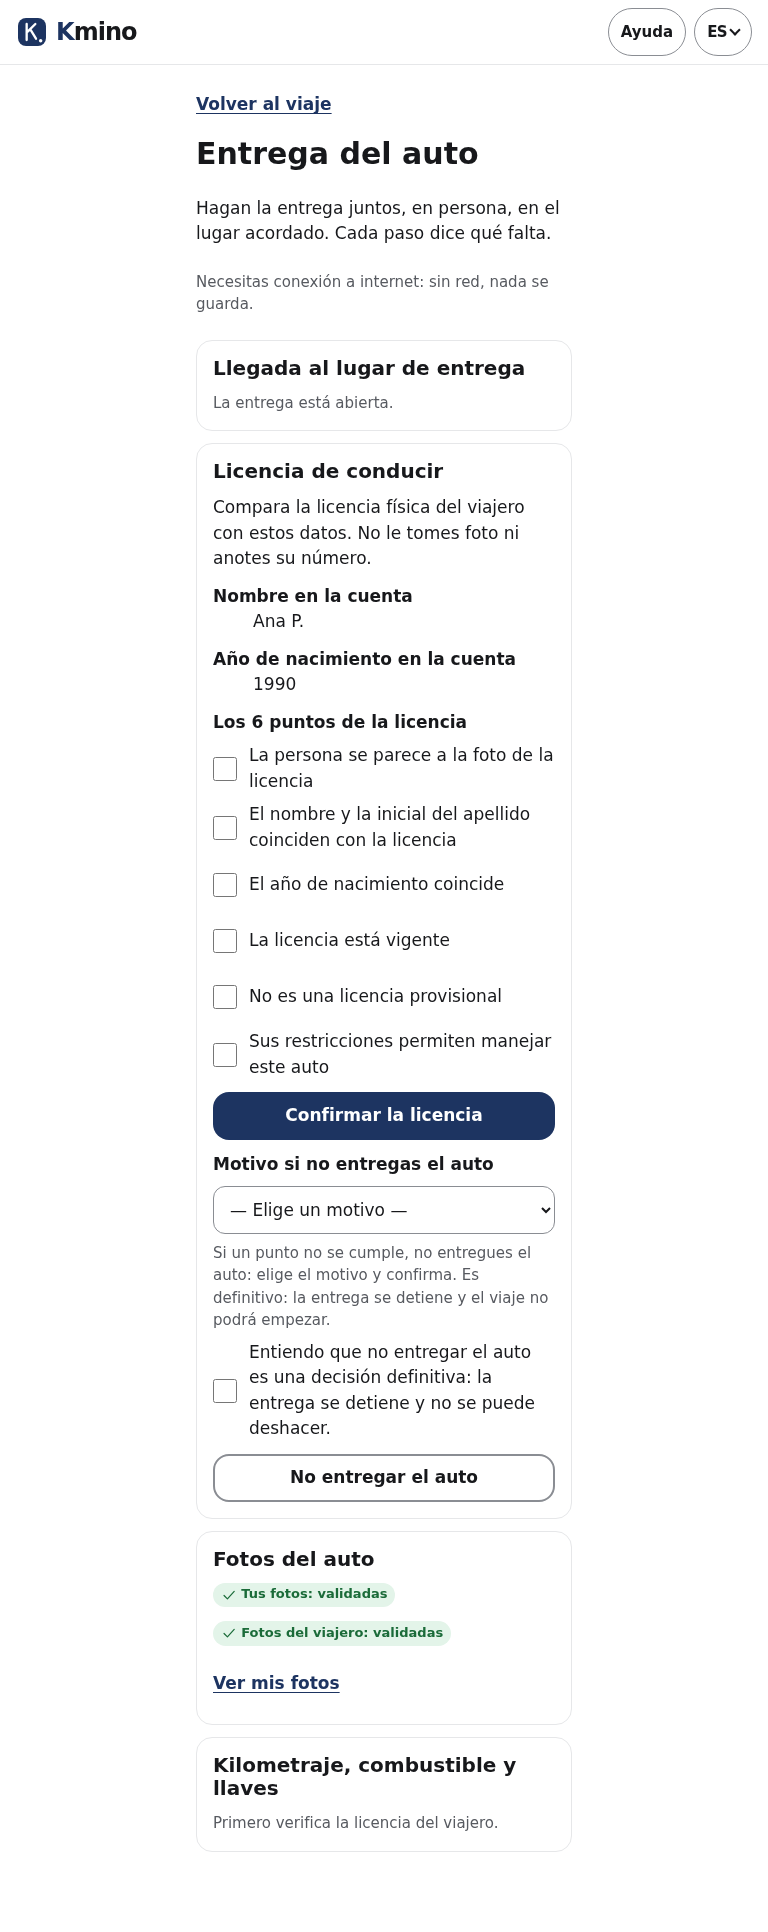 Kmino
Ayuda
ES
Volver al viaje
Entrega del auto
Hagan la entrega juntos, en persona, en el
lugar acordado. Cada paso dice qué falta.
Necesitas conexión a internet: sin red, nada se
guarda.
Llegada al lugar de entrega
La entrega está abierta.
Licencia de conducir
Compara la licencia física del viajero
con estos datos. No le tomes foto ni
anotes su número.
Nombre en la cuenta
Ana P.
Año de nacimiento en la cuenta
1990
Los 6 puntos de la licencia
La persona se parece a la foto de la
licencia
El nombre y la inicial del apellido
coinciden con la licencia
El año de nacimiento coincide
La licencia está vigente
No es una licencia provisional
Sus restricciones permiten manejar
este auto
Confirmar la licencia
Motivo si no entregas el auto
— Elige un motivo —
Si un punto no se cumple, no entregues el
auto: elige el motivo y confirma. Es
definitivo: la entrega se detiene y el viaje no
podrá empezar.
Entiendo que no entregar el auto
es una decisión definitiva: la
entrega se detiene y no se puede
deshacer.
No entregar el auto
Fotos del auto
Tus fotos: validadas
Fotos del viajero: validadas
Ver mis fotos
Kilometraje, combustible y
llaves
Primero verifica la licencia del viajero.